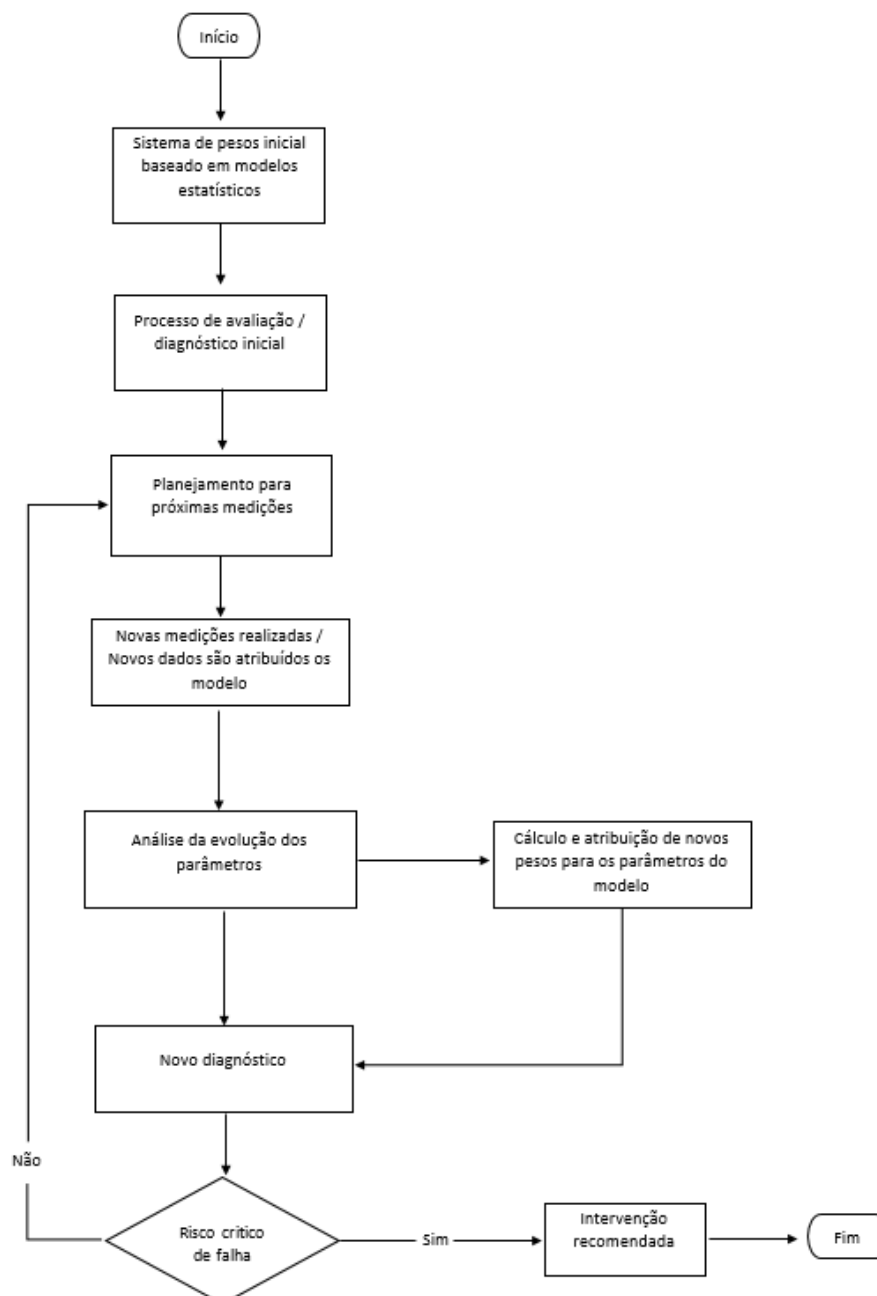 Início
Sistema de pesos inicial
baseado em modelos
estatísticos
Processo de avaliação /
diagnóstico inicial
Planejamento para
próximas medições
Novas medições realizadas /
Novos dados são atribuídos os
modelo
Análise da evolução dos
parâmetros
Cálculo e atribuição de novos
pesos para os parâmetros do
modelo
Novo diagnóstico
Não
Risco critico
de falha
Sim
Intervenção
recomendada
Fim